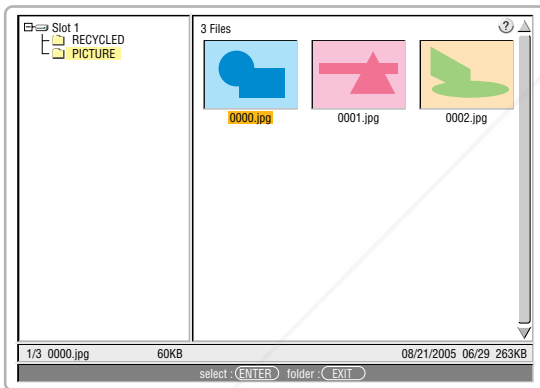 Slot 1
RECYCLED
PICTURE
3 Files
?
0000.jpg 0001.jpg 0002.jpg
1/3 0000.jpg 60KB 08/21/2005 06/29 263KB
select : ENTER folder : EXIT